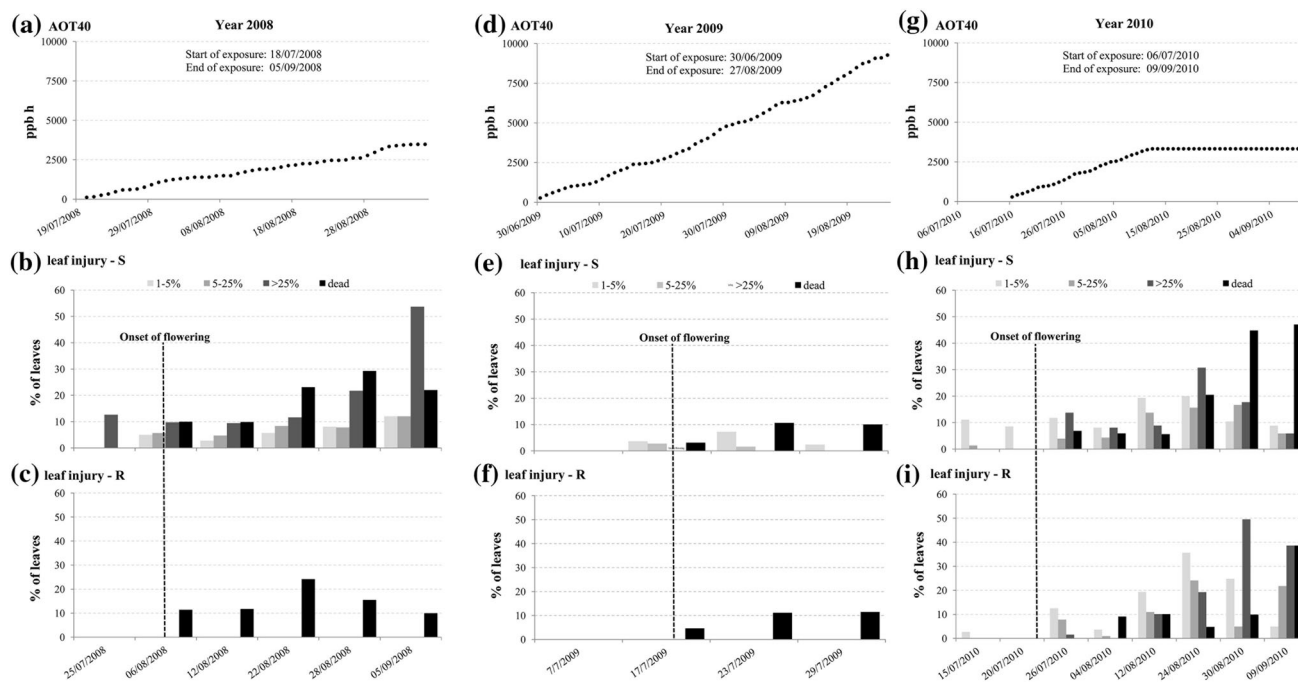 (a) AOT40 Year 2008
Start of exposure: 18/07/2008
End of exposure: 05/09/2008
ppb h
10000
7500
5000
2500
0
19/07/2008 29/07/2008 08/08/2008 18/08/2008 28/08/2008
(d) AOT40 Year 2009
Start of exposure: 30/06/2009
End of exposure: 27/08/2009
ppb h
10000
7500
5000
2500
0
30/06/2009 10/07/2009 20/07/2009 30/07/2009 09/08/2009 19/08/2009
(g) AOT40 Year 2010
Start of exposure: 06/07/2010
End of exposure: 09/09/2010
ppb h
10000
7500
5000
2500
0
06/07/2010 16/07/2010 26/07/2010 05/08/2010 15/08/2010 25/08/2010 04/09/2010
(b) leaf injury - S
1-5% 5-25% >25% dead
% of leaves
60
50
40
30
20
10
0
Onset of flowering
(e) leaf injury - S
1-5% 5-25% >25% dead
% of leaves
60
50
40
30
20
10
0
Onset of flowering
(h) leaf injury - S
1-5% 5-25% >25% dead
% of leaves
60
50
40
30
20
10
0
Onset of flowering
(c) leaf injury - R
% of leaves
60
50
40
30
20
10
0
25/07/2008 06/08/2008 12/08/2008 22/08/2008 28/08/2008 05/09/2008
(f) leaf injury - R
% of leaves
60
50
40
30
20
10
0
7/7/2009 17/7/2009 23/7/2009 29/7/2009
(i) leaf injury - R
% of leaves
60
50
40
30
20
10
0
15/07/2010 20/07/2010 26/07/2010 04/08/2010 12/08/2010 24/08/2010 30/08/2010 09/09/2010